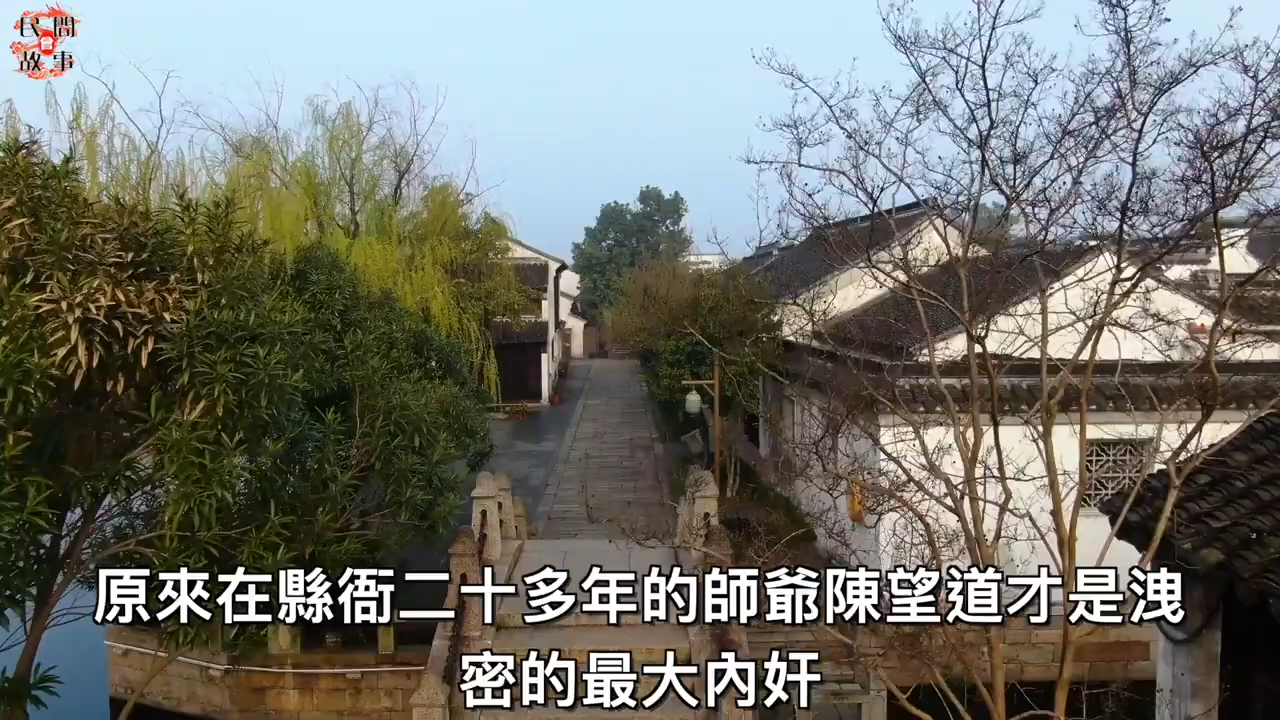 民間
故事
原來在縣衙二十多年的師爺陳望道才是洩
密的最大內奸